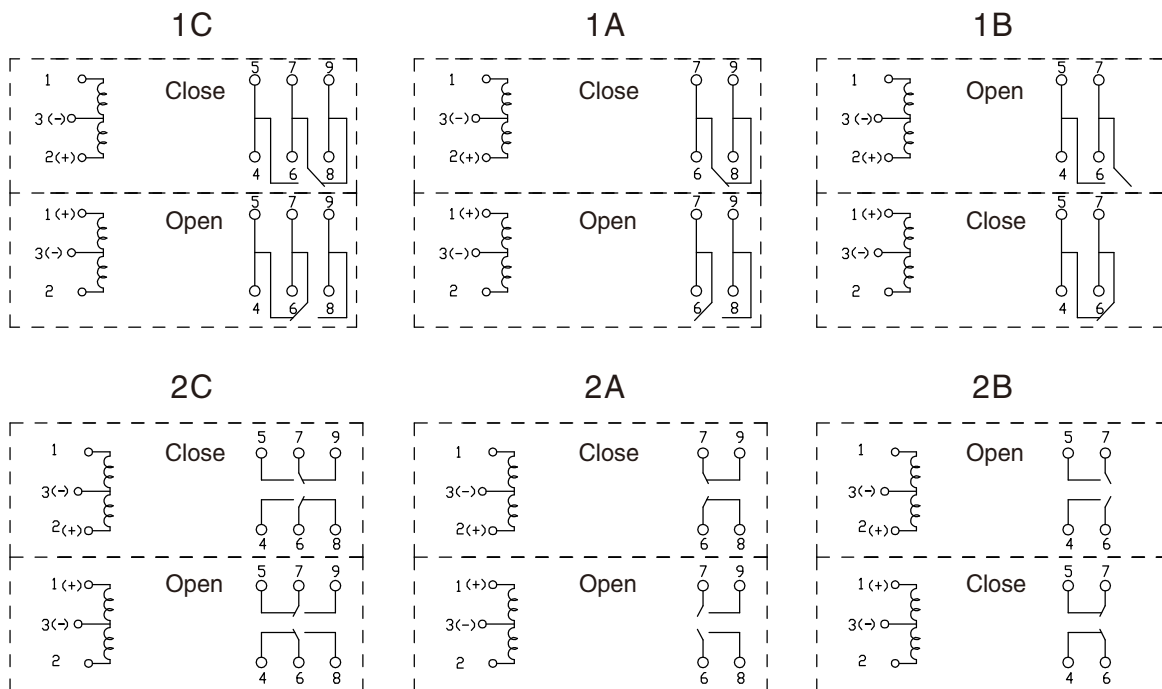 1C 1A 1B
1 Close 5 7 9
3(-)
2(+) 4 6 8
1(+) Open 5 7 9
3(-)
2 4 6 8
1 Close 7 9
3(-)
2(+) 6 8
1(+) Open 7 9
3(-)
2 6 8
1 Open 5 7
3(-)
2(+) 4 6
1(+) Close 5 7
3(-)
2 4 6
2C 2A 2B
1 Close 5 7 9
3(-)
2(+) 4 6 8
1(+) Open 5 7 9
3(-)
2 4 6 8
1 Close 7 9
3(-)
2(+) 6 8
1(+) Open 7 9
3(-)
2 6 8
1 Open 5 7
3(-)
2(+) 4 6
1(+) Close 5 7
3(-)
2 4 6